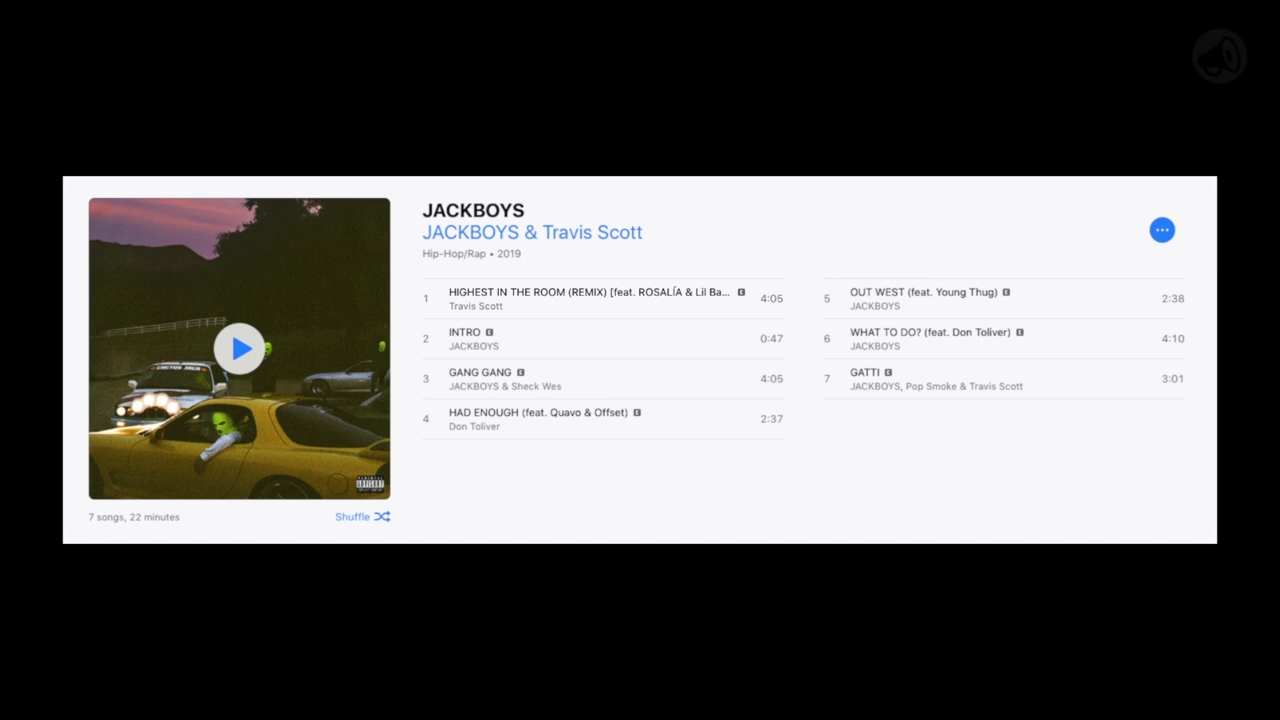 JACKBOYS
JACKBOYS & Travis Scott
Hip-Hop/Rap • 2019
1 HIGHEST IN THE ROOM (REMIX) [feat. ROSALÍA & Lil Ba... E 4:05
Travis Scott
2 INTRO E 0:47
JACKBOYS
3 GANG GANG E 4:05
JACKBOYS & Sheck Wes
4 HAD ENOUGH (feat. Quavo & Offset) E 2:37
Don Toliver
5 OUT WEST (feat. Young Thug) E 2:38
JACKBOYS
6 WHAT TO DO? (feat. Don Toliver) E 4:10
JACKBOYS
7 GATTI E 3:01
JACKBOYS, Pop Smoke & Travis Scott
CACTUS JACK
PARENTAL
ADVISORY
7 songs, 22 minutes
Shuffle